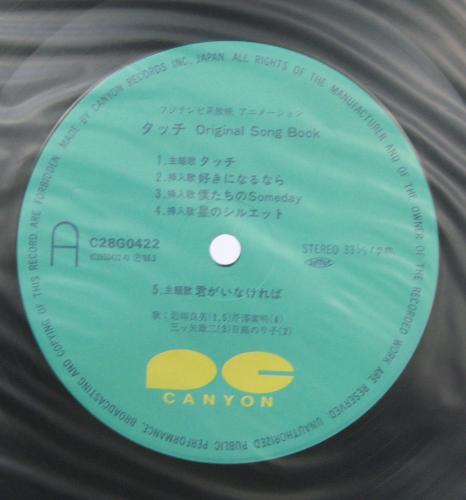 MADE BY CANYON RECORDS INC, JAPAN. ALL RIGHTS OF THE MANUFACTURER AND OF THE OWNER OF THE RECORDED WORK ARE RESERVED. UNAUTHORIZED PUBLIC PERFORMANCE, BROADCASTING AND COPYING OF THIS RECORD ARE FORBIDDEN.
フジテレビ系放映 アニメーション
タッチ Original Song Book
1.主題歌 タッチ
2.挿入歌 好きになるなら
3.挿入歌 僕たちのSomeday
4.挿入歌 星のシルエット
A
C28G0422
STEREO 33⅓ r.p.m.
5.主題歌 君がいなければ
歌:岩崎良美(1,5)芹澤廣明(4)
三ツ矢雄二(3)日髙のり子(2)
CANYON